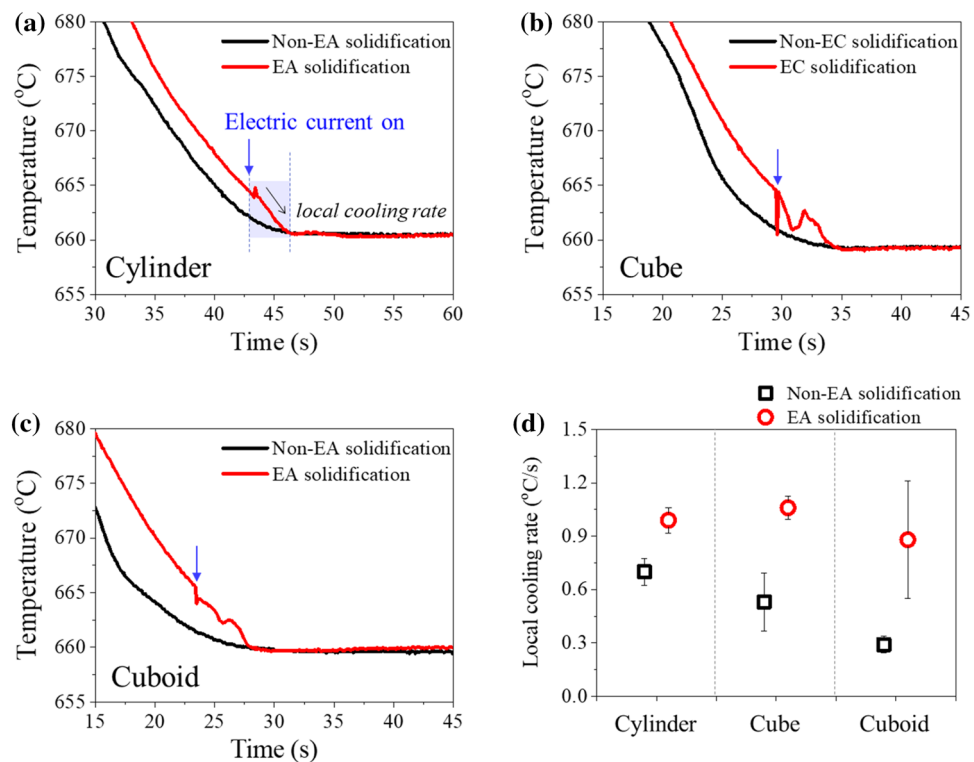 (a)
680
675
670
665
660
655
Temperature (°C)
Non-EA solidification
EA solidification
Electric current on
local cooling rate
Cylinder
30 35 40 45 50 55 60
Time (s)
(b)
680
675
670
665
660
655
Temperature (°C)
Non-EC solidification
EC solidification
Cube
15 20 25 30 35 40 45
Time (s)
(c)
680
675
670
665
660
655
Temperature (°C)
Non-EA solidification
EA solidification
Cuboid
15 20 25 30 35 40 45
Time (s)
(d)
Non-EA solidification
EA solidification
1.5
1.2
0.9
0.6
0.3
0.0
Local cooling rate (°C/s)
Cylinder Cube Cuboid